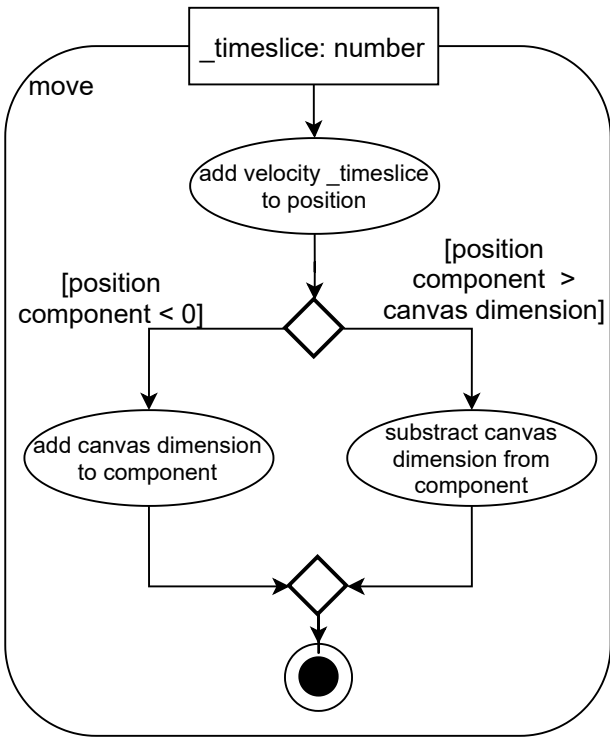 _timeslice: number
move
add velocity _timeslice
to position
[position
component < 0]
[position
component >
canvas dimension]
add canvas dimension
to component
substract canvas
dimension from
component